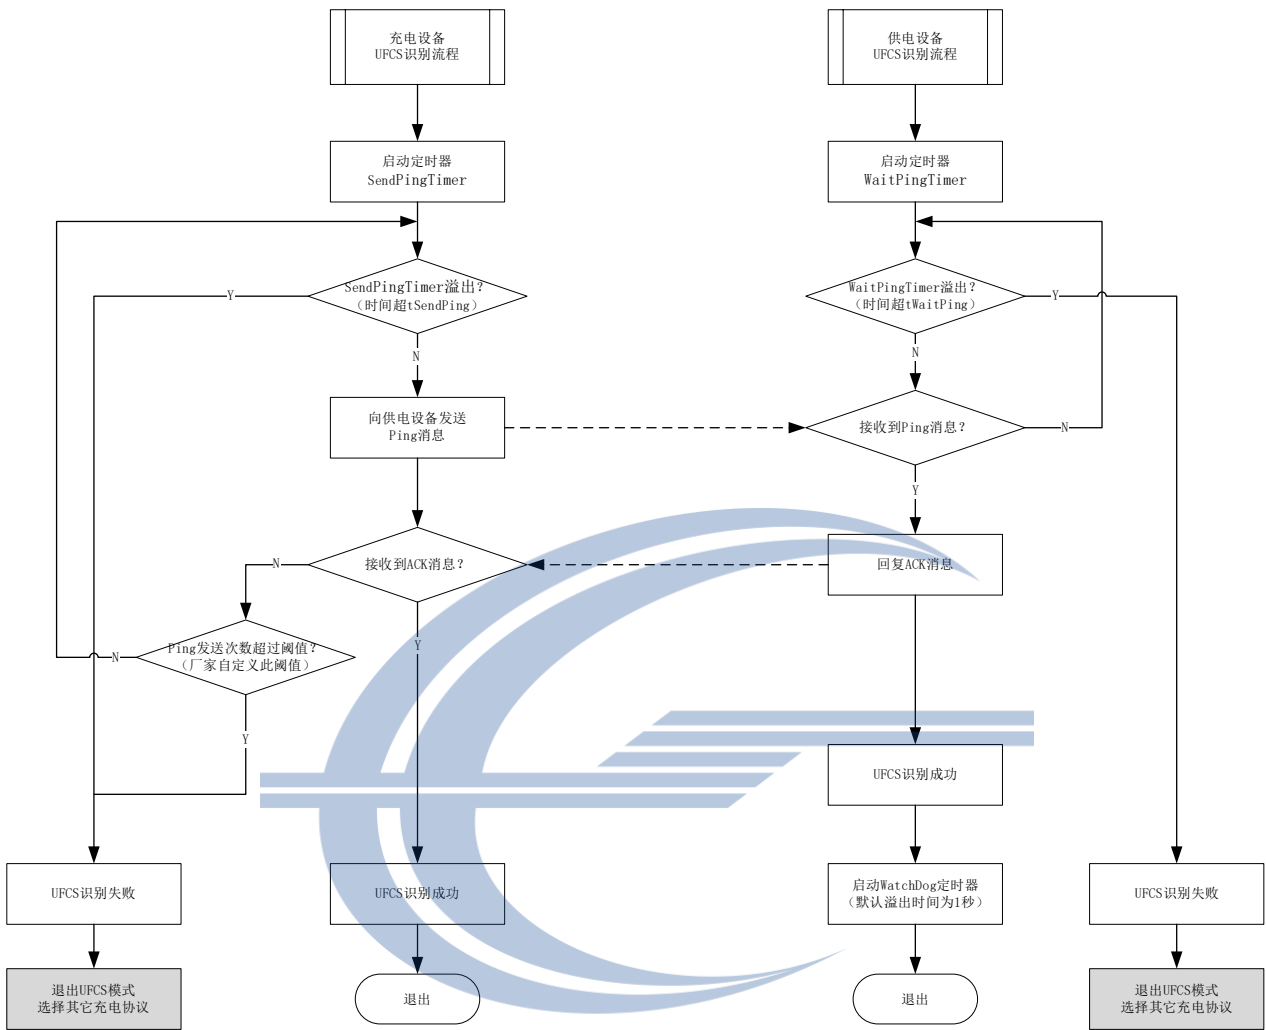 充电设备
UFCS识别流程
供电设备
UFCS识别流程
启动定时器
SendPingTimer
启动定时器
WaitPingTimer
SendPingTimer溢出?
（时间超tSendPing）
Y
N
WaitPingTimer溢出?
（时间超tWaitPing）
Y
N
向供电设备发送
Ping消息
接收到Ping消息?
N
Y
接收到ACK消息?
N
Y
回复ACK消息
Ping发送次数超过阈值?
（厂家自定义此阈值）
N
Y
UFCS识别成功
UFCS识别失败
UFCS识别成功
启动WatchDog定时器
（默认溢出时间为1秒）
UFCS识别失败
退出UFCS模式
选择其它充电协议
退出
退出
退出UFCS模式
选择其它充电协议